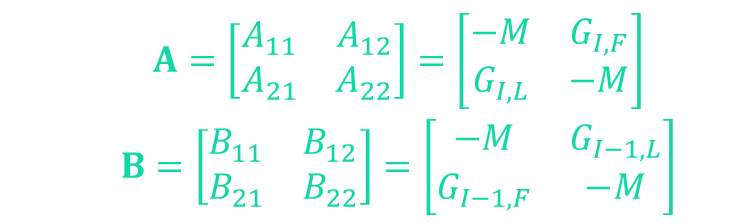 𝐀 = [A₁₁ A₁₂; A₂₁ A₂₂] = [−M G_{I,F}; G_{I,L} −M]
𝐁 = [B₁₁ B₁₂; B₂₁ B₂₂] = [−M G_{I−1,L}; G_{I−1,F} −M]